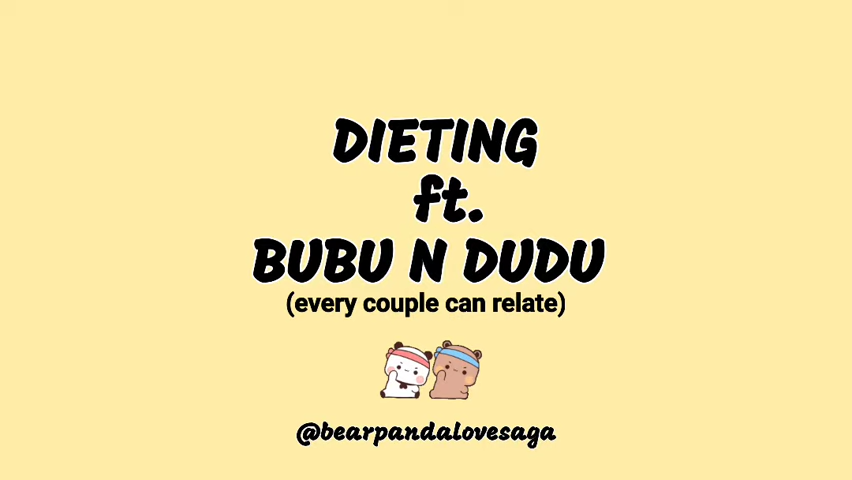 DIETING
ft.
BUBU N DUDU
(every couple can relate)
@bearpandalovesaga